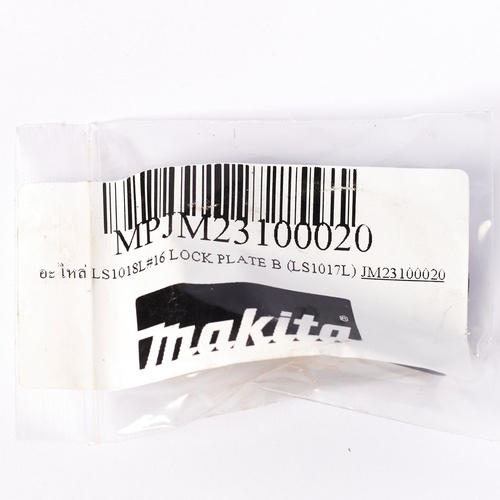 MPJM23100020
อะไหล่ LS1018L#16 LOCK PLATE B (LS1017L) JM23100020
makita ®